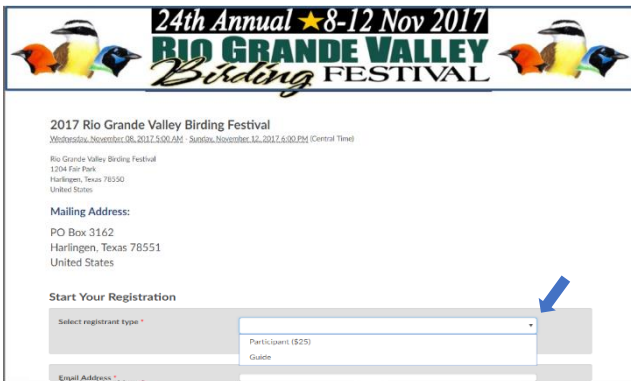 24th Annual ★ 8-12 Nov 2017
RIO GRANDE VALLEY
Birding FESTIVAL
2017 Rio Grande Valley Birding Festival
Wednesday, November 08, 2017 5:00 AM - Sunday, November 12, 2017 6:00 PM (Central Time)
Rio Grande Valley Birding Festival
1204 Fair Park
Harlingen, Texas 78550
United States
Mailing Address:
PO Box 3162
Harlingen, Texas 78551
United States
Start Your Registration
Select registrant type *
Participant ($25)
Guide
Email Address *